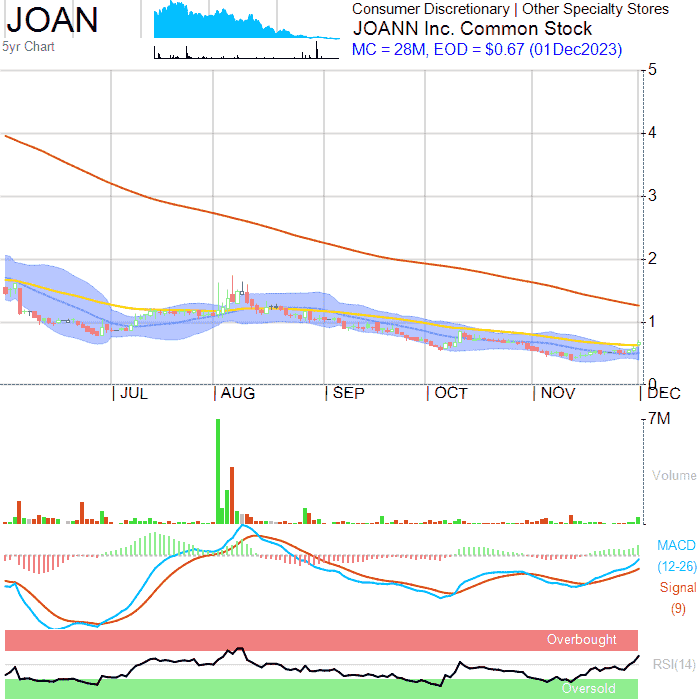 JOAN
5yr Chart
Consumer Discretionary | Other Specialty Stores
JOANN Inc. Common Stock
MC = 28M, EOD = $0.67 (01Dec2023)
5
4
3
2
1
0
JUL AUG SEP OCT NOV DEC
7M
Volume
MACD
(12-26)
Signal
(9)
Overbought
RSI(14)
Oversold